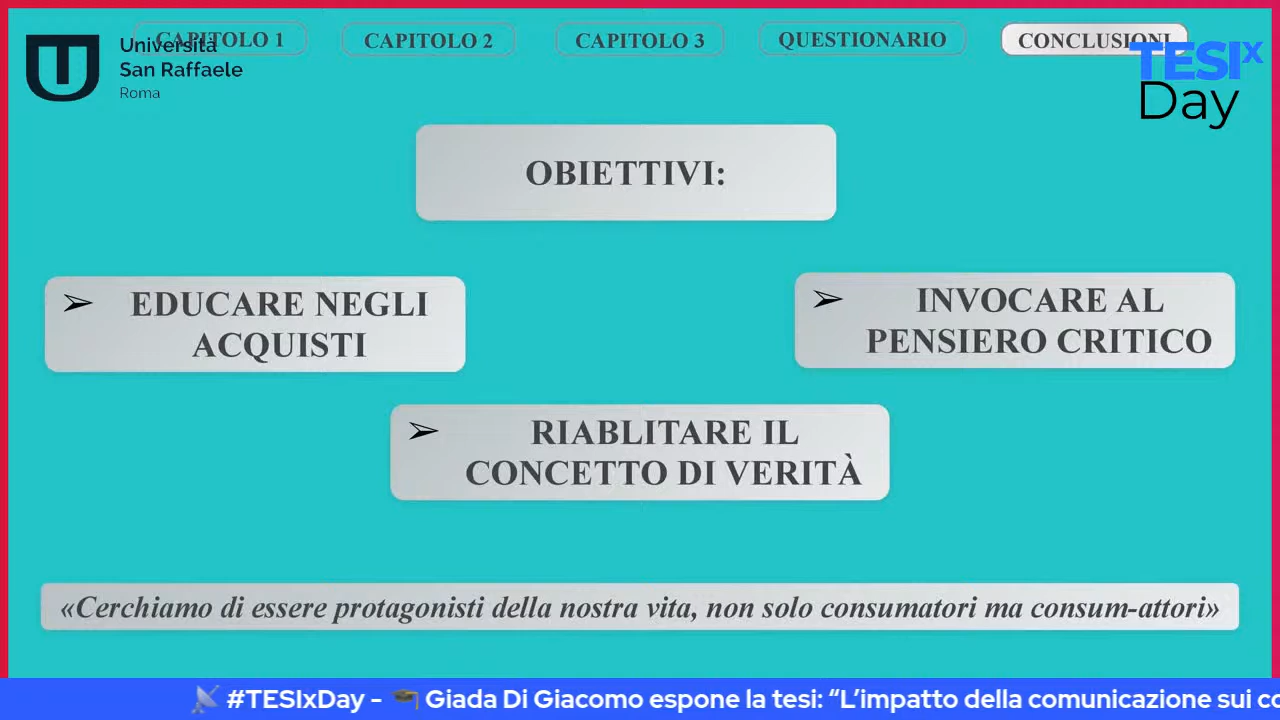 CAPITOLO 1
CAPITOLO 2
CAPITOLO 3
QUESTIONARIO
CONCLUSIONI
Università
San Raffaele
Roma
TESIx
Day
OBIETTIVI:
➢ EDUCARE NEGLI
ACQUISTI
➢ INVOCARE AL
PENSIERO CRITICO
➢ RIABLITARE IL
CONCETTO DI VERITÀ
«Cerchiamo di essere protagonisti della nostra vita, non solo consumatori ma consum-attori»
#TESIxDay - Giada Di Giacomo espone la tesi: “L’impatto della comunicazione sui co